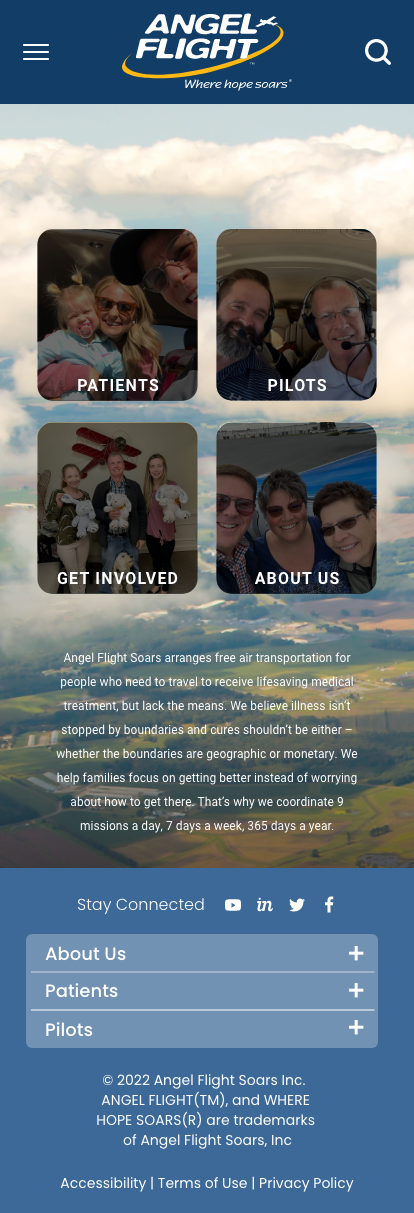 ANGEL
FLIGHT™
Where hope soars®
PATIENTS
PILOTS
GET INVOLVED
ABOUT US
Angel Flight Soars arranges free air transportation for
people who need to travel to receive lifesaving medical
treatment, but lack the means. We believe illness isn’t
stopped by boundaries and cures shouldn’t be either –
whether the boundaries are geographic or monetary. We
help families focus on getting better instead of worrying
about how to get there. That’s why we coordinate 9
missions a day, 7 days a week, 365 days a year.
Stay Connected
in
About Us +
Patients +
Pilots +
© 2022 Angel Flight Soars Inc.
ANGEL FLIGHT(TM), and WHERE
HOPE SOARS(R) are trademarks
of Angel Flight Soars, Inc
Accessibility | Terms of Use | Privacy Policy